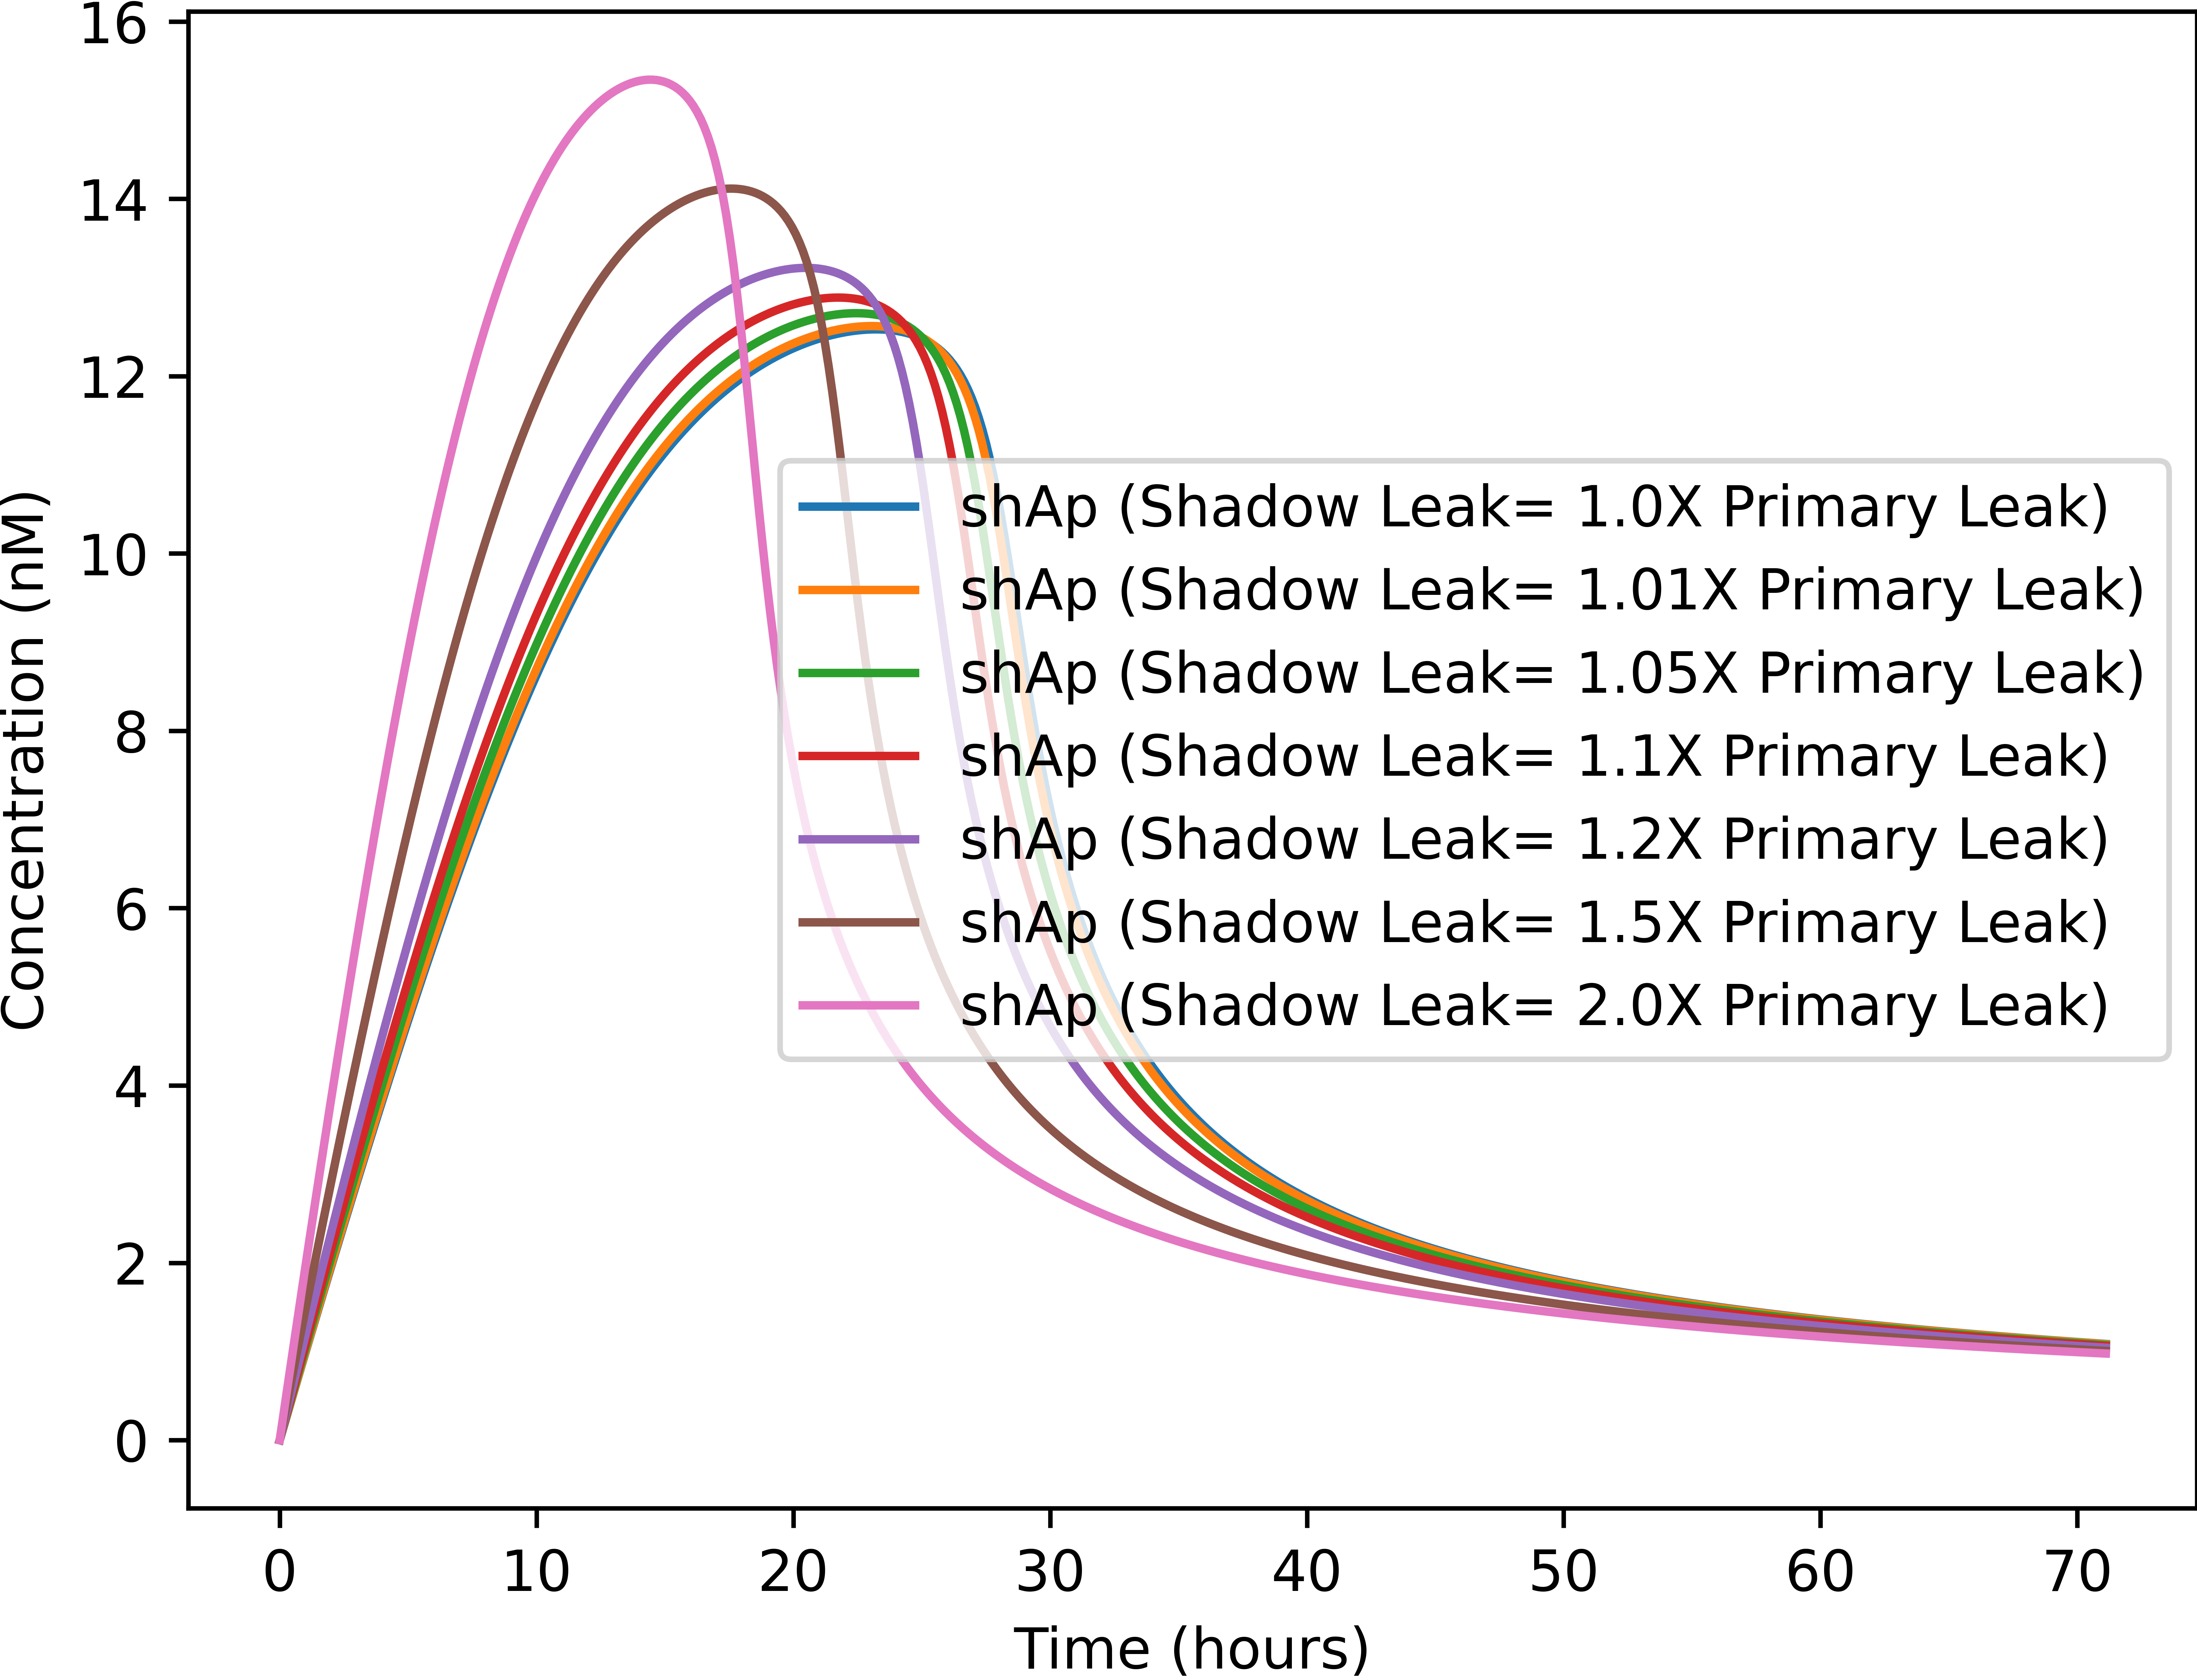 16
14
12
10
8
6
4
2
0
Concentration (nM)
shAp (Shadow Leak= 1.0X Primary Leak)
shAp (Shadow Leak= 1.01X Primary Leak)
shAp (Shadow Leak= 1.05X Primary Leak)
shAp (Shadow Leak= 1.1X Primary Leak)
shAp (Shadow Leak= 1.2X Primary Leak)
shAp (Shadow Leak= 1.5X Primary Leak)
shAp (Shadow Leak= 2.0X Primary Leak)
0 10 20 30 40 50 60 70
Time (hours)